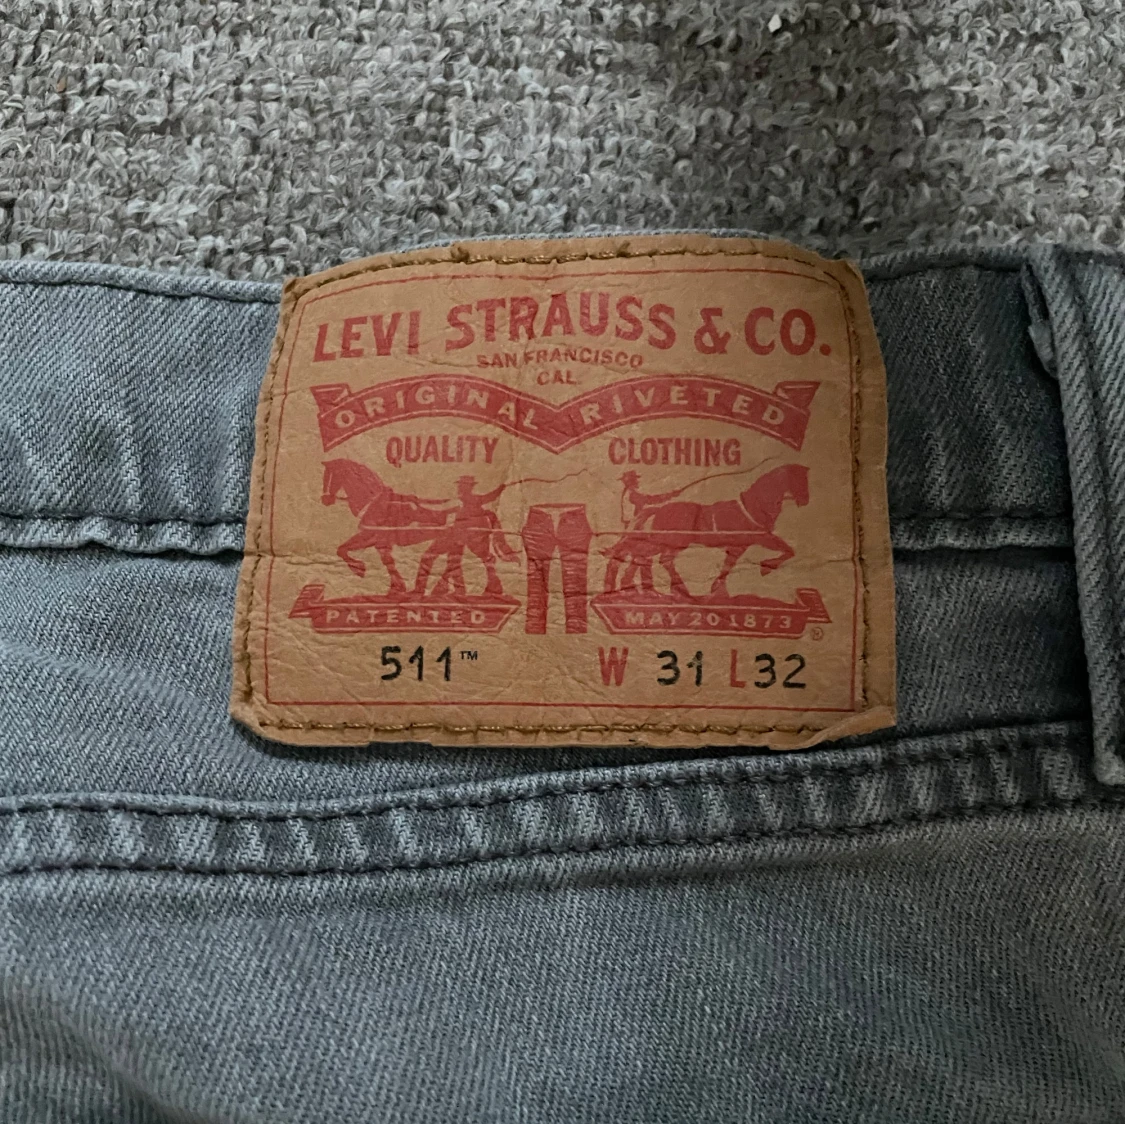 LEVI STRAUSS & CO.
SAN FRANCISCO
CAL
ORIGINAL RIVETED
QUALITY CLOTHING
PATENTED MAY 20 1873 ®
511™ W 31 L32